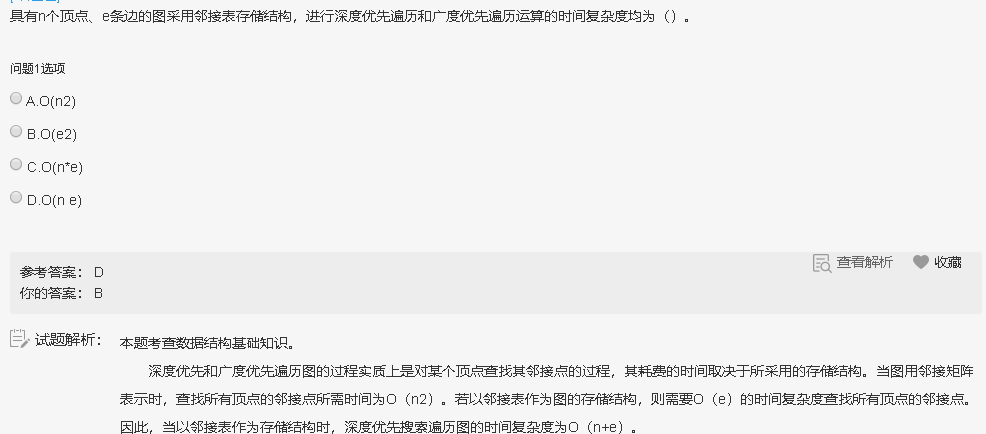 具有n个顶点、e条边的图采用邻接表存储结构，进行深度优先遍历和广度优先遍历运算的时间复杂度均为（）。
问题1选项
A.O(n2)
B.O(e2)
C.O(n*e)
D.O(n e)
参考答案： D
查看解析 收藏
你的答案： B
试题解析： 本题考查数据结构基础知识。
深度优先和广度优先遍历图的过程实质上是对某个顶点查找其邻接点的过程，其耗费的时间取决于所采用的存储结构。当图用邻接矩阵
表示时，查找所有顶点的邻接点所需时间为O（n2）。若以邻接表作为图的存储结构，则需要O（e）的时间复杂度查找所有顶点的邻接点。
因此，当以邻接表作为存储结构时，深度优先搜索遍历图的时间复杂度为O（n+e）。